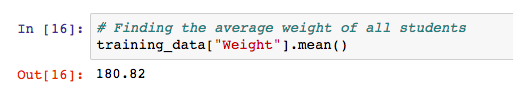 In [16]: # Finding the average weight of all students
training_data["Weight"].mean()
Out[16]: 180.82